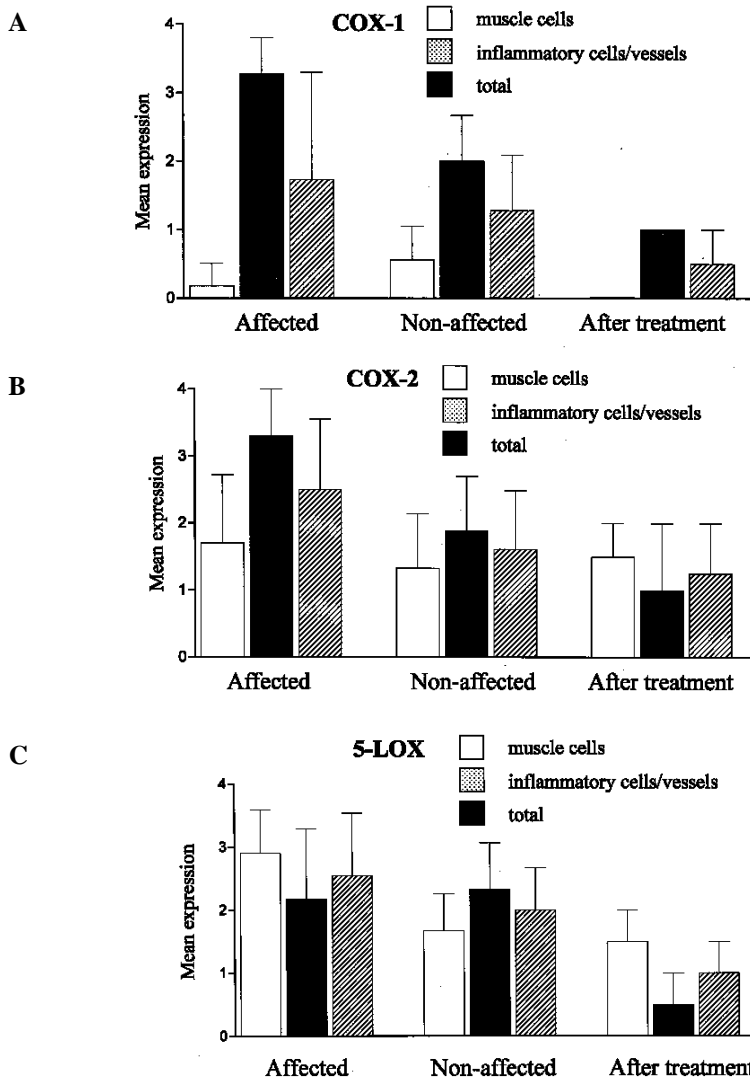 A
COX-1
muscle cells
inflammatory cells/vessels
total
Mean expression
4
3
2
1
0
Affected Non-affected After treatment
B
COX-2
muscle cells
inflammatory cells/vessels
total
Mean expression
4
3
2
1
0
Affected Non-affected After treatment
C
5-LOX
muscle cells
inflammatory cells/vessels
total
Mean expression
4
3
2
1
0
Affected Non-affected After treatment